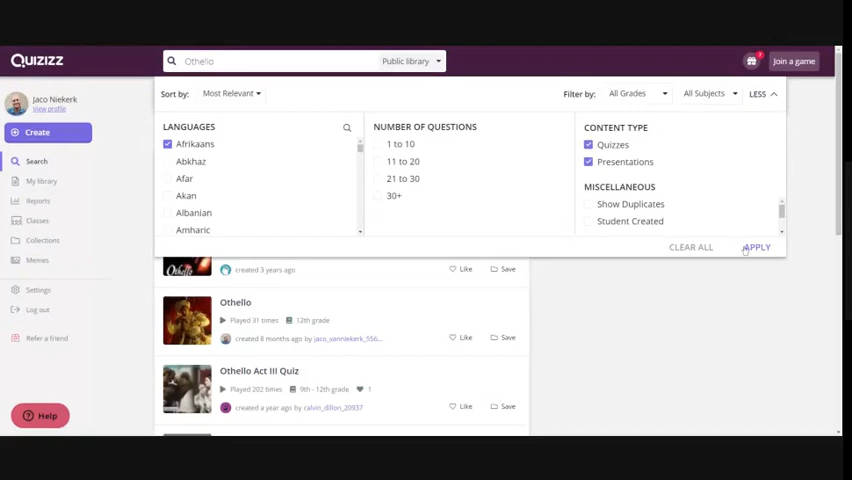 QUIZIZZ
Othello
Public library
7
Join a game
Jaco Niekerk
View profile
Create
Search
My library
Reports
Classes
Collections
Memes
Settings
Log out
Refer a friend
Help
Sort by:
Most Relevant
Filter by:
All Grades
All Subjects
LESS
LANGUAGES
Afrikaans
Abkhaz
Afar
Akan
Albanian
Amharic
NUMBER OF QUESTIONS
1 to 10
11 to 20
21 to 30
30+
CONTENT TYPE
Quizzes
Presentations
MISCELLANEOUS
Show Duplicates
Student Created
CLEAR ALL
APPLY
Othello
created 3 years ago
Like
Save
Othello
Played 31 times
12th grade
created 8 months ago by jaco_vanniekerk_556...
Like
Save
Othello Act III Quiz
Played 202 times
9th - 12th grade
1
created a year ago by calvin_dillon_20937
Like
Save